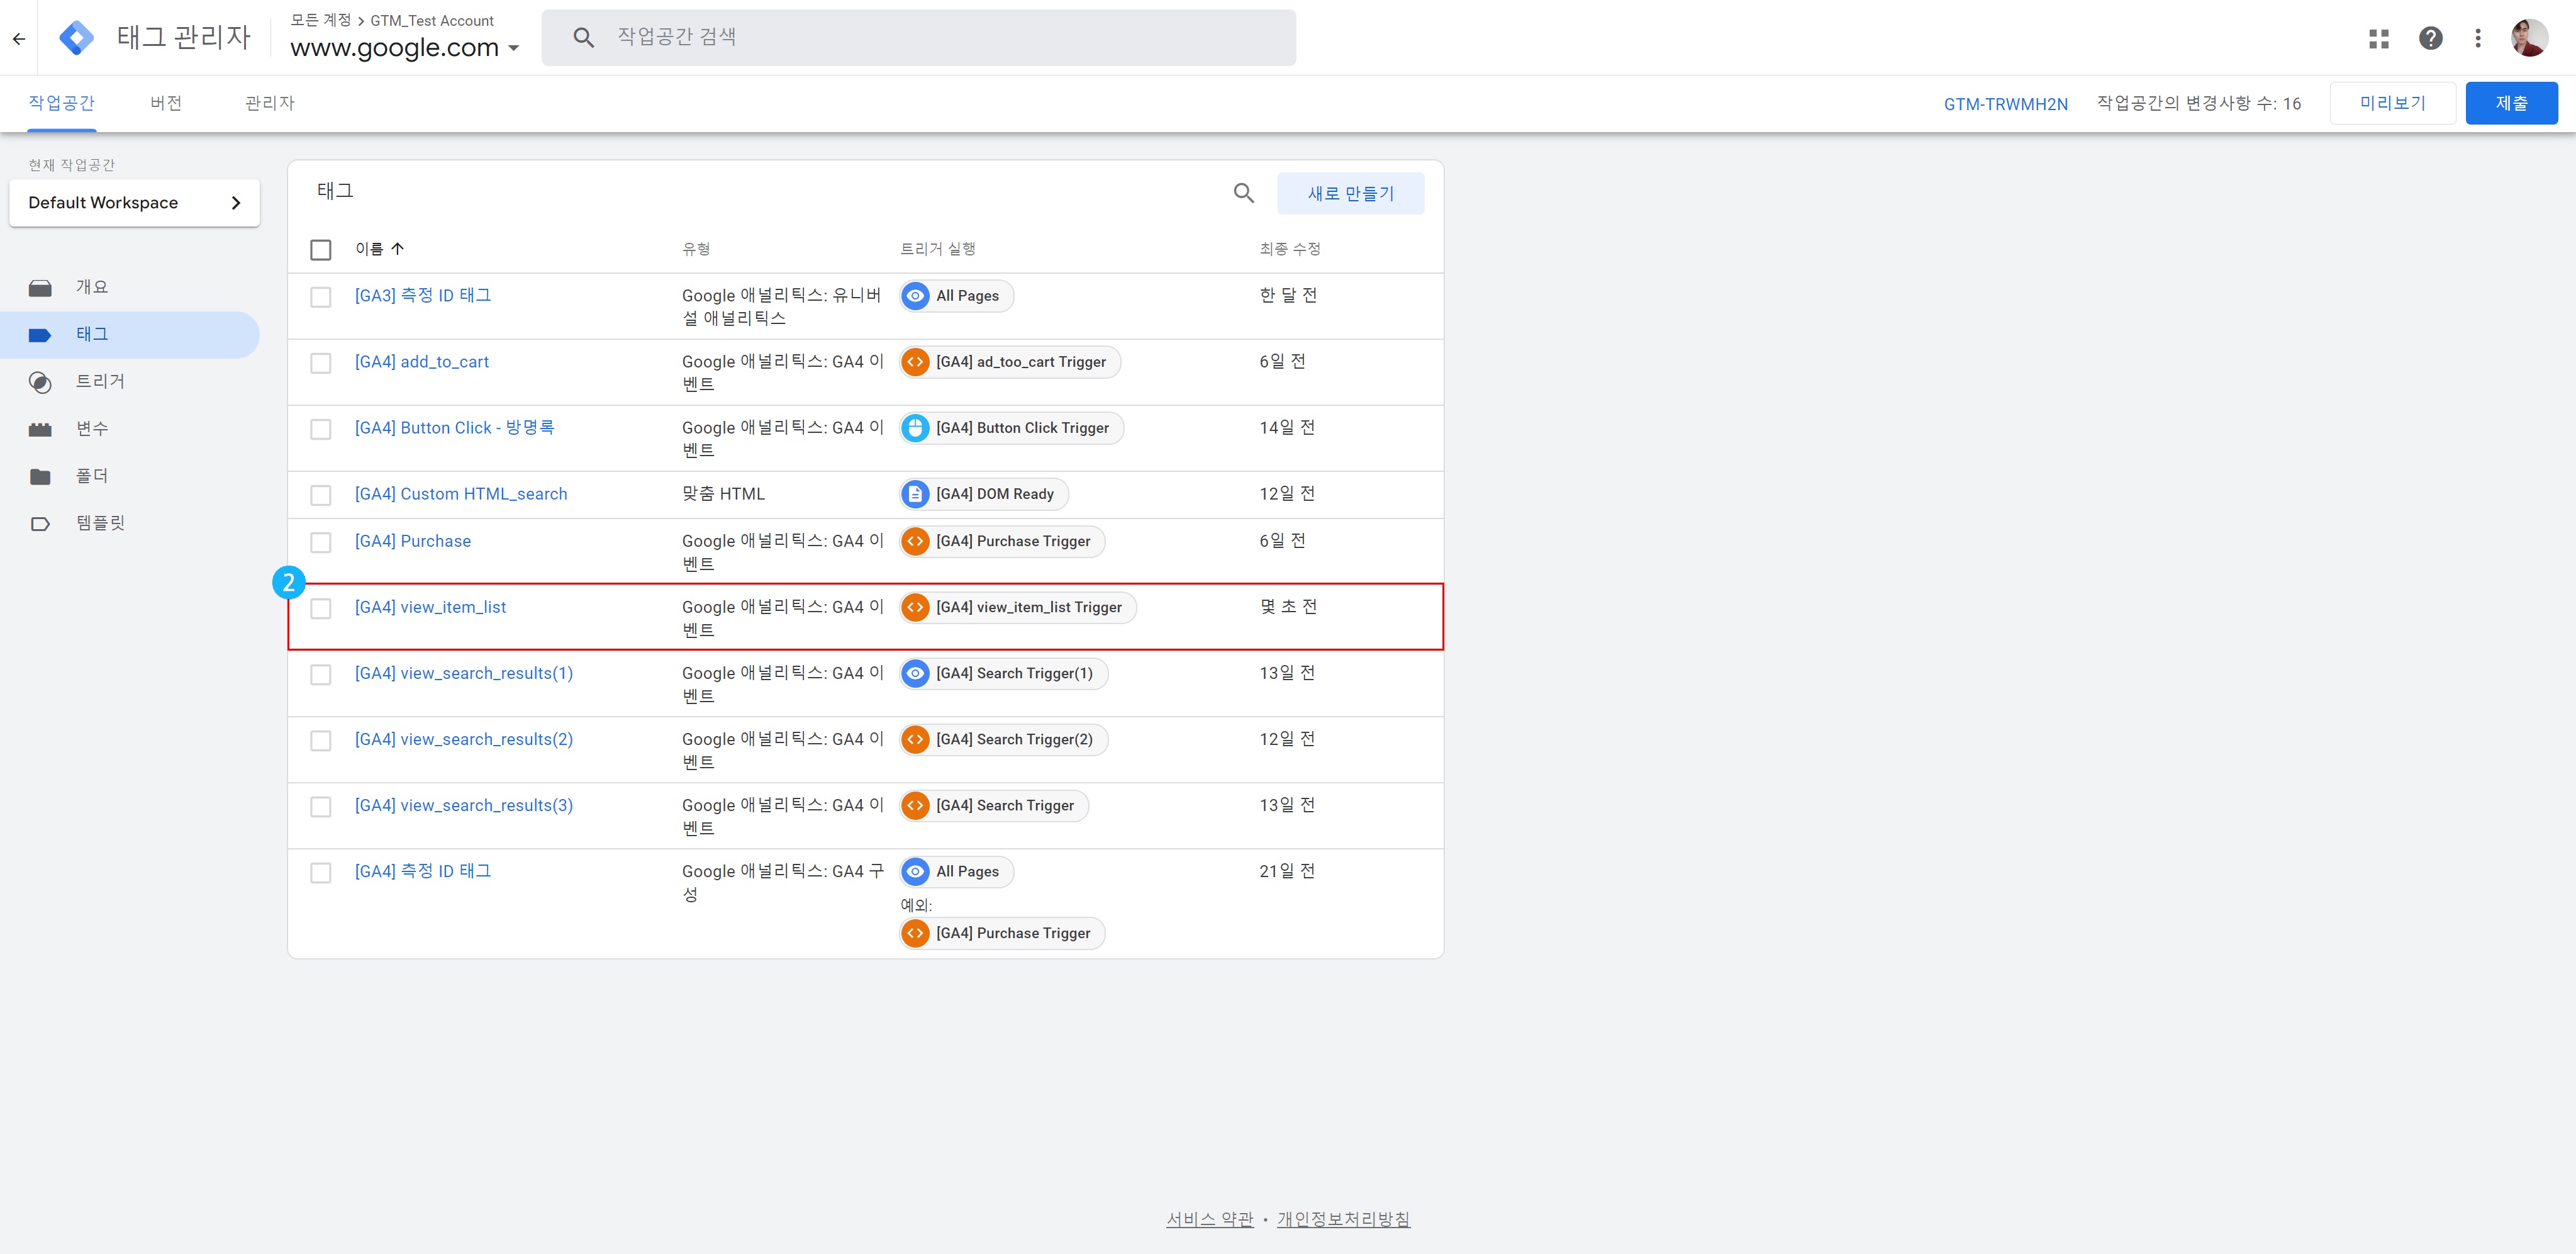 모든 계정 > GTM_Test Account
태그 관리자
www.google.com
작업공간 검색
작업공간
버전
관리자
GTM-TRWMH2N
작업공간의 변경사항 수: 16
미리보기
제출
현재 작업공간
Default Workspace
개요
태그
트리거
변수
폴더
템플릿
태그
새로 만들기
이름 유형 트리거 실행 최종 수정
[GA3] 측정 ID 태그 Google 애널리틱스: 유니버 All Pages 한 달 전
설 애널리틱스
[GA4] add_to_cart Google 애널리틱스: GA4 이 [GA4] ad_too_cart Trigger 6일 전
벤트
[GA4] Button Click - 방명록 Google 애널리틱스: GA4 이 [GA4] Button Click Trigger 14일 전
벤트
[GA4] Custom HTML_search 맞춤 HTML [GA4] DOM Ready 12일 전
[GA4] Purchase Google 애널리틱스: GA4 이 [GA4] Purchase Trigger 6일 전
벤트
2
[GA4] view_item_list Google 애널리틱스: GA4 이 [GA4] view_item_list Trigger 몇 초 전
벤트
[GA4] view_search_results(1) Google 애널리틱스: GA4 이 [GA4] Search Trigger(1) 13일 전
벤트
[GA4] view_search_results(2) Google 애널리틱스: GA4 이 [GA4] Search Trigger(2) 12일 전
벤트
[GA4] view_search_results(3) Google 애널리틱스: GA4 이 [GA4] Search Trigger 13일 전
벤트
[GA4] 측정 ID 태그 Google 애널리틱스: GA4 구 All Pages 21일 전
성
예외:
[GA4] Purchase Trigger
서비스 약관 • 개인정보처리방침